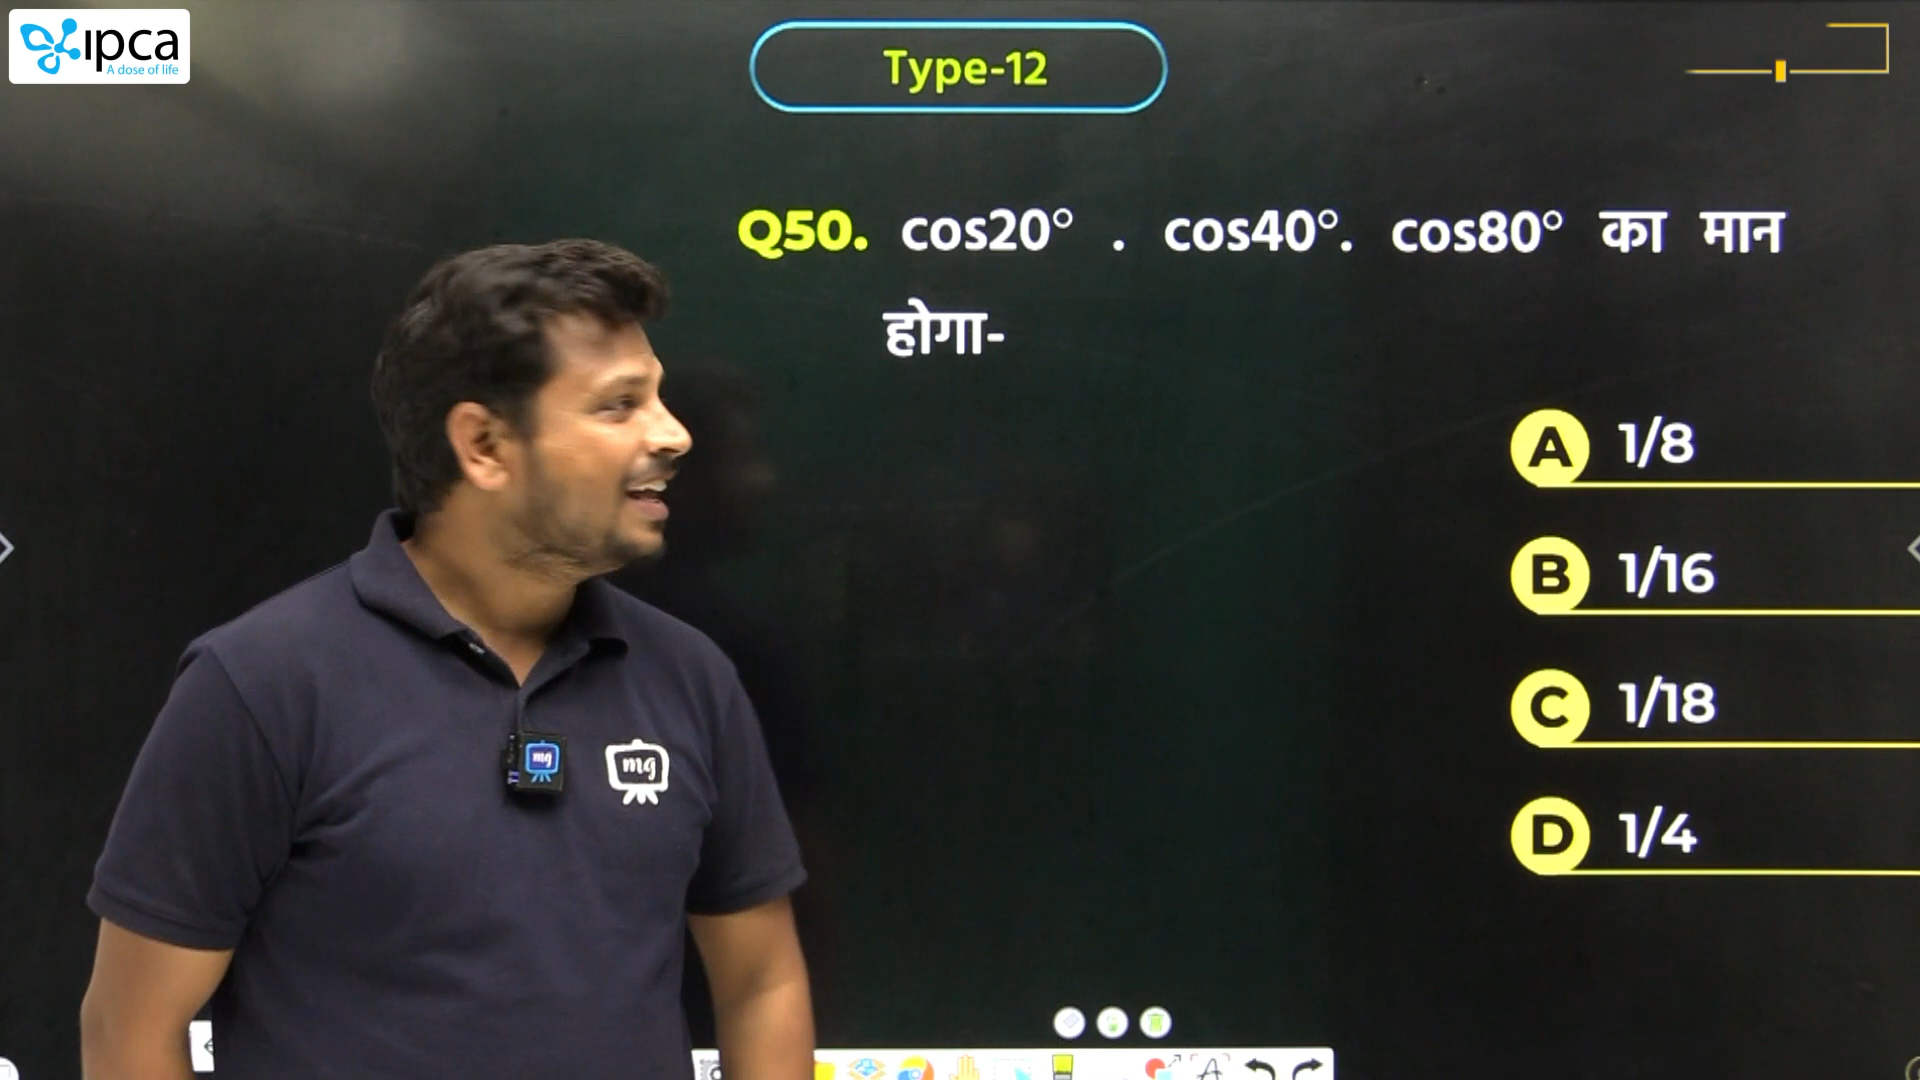 ipca
A dose of life
Type-12
Q50. cos20° . cos40°. cos80° का मान
होगा-
A 1/8
B 1/16
C 1/18
D 1/4
mg
mg